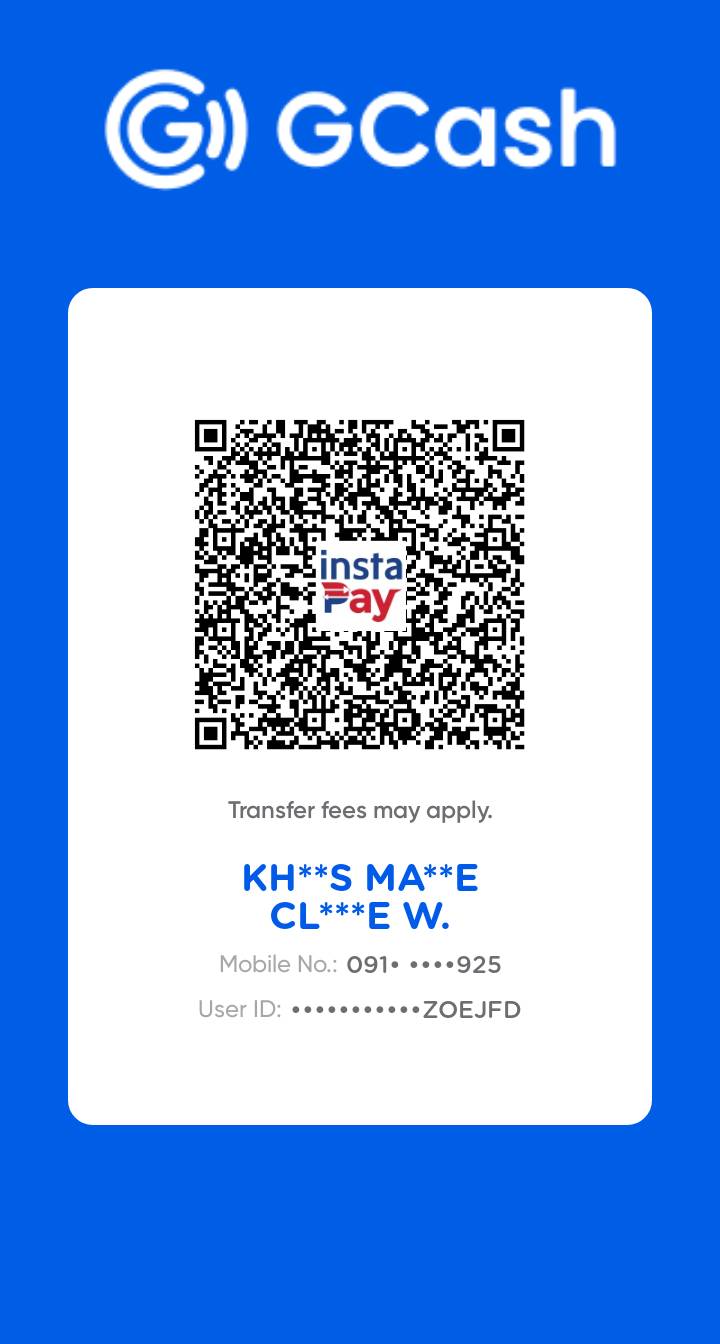 GCash
insta
Pay
Transfer fees may apply.
KH**S MA**E
CL***E W.
Mobile No.: 091• ••••925
User ID: •••••••••••ZOEJFD